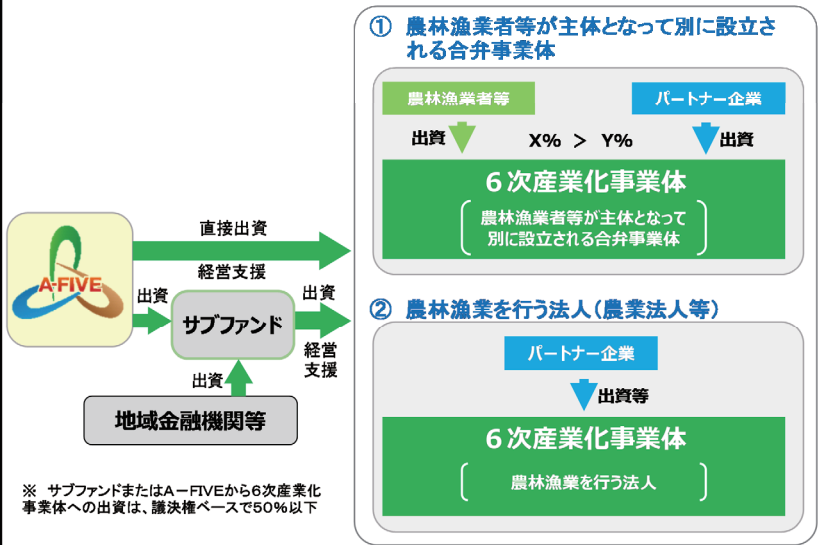 ① 農林漁業者等が主体となって別に設立さ
れる合弁事業体
農林漁業者等
パートナー企業
出資
X% ＞ Y%
出資
６次産業化事業体
農林漁業者等が主体となって
別に設立される合弁事業体
A-FIVE
直接出資
経営支援
出資
サブファンド
出資
経営
支援
出資
地域金融機関等
② 農林漁業を行う法人（農業法人等）
パートナー企業
出資等
６次産業化事業体
農林漁業を行う法人
※ サブファンドまたはA－FIVEから6次産業化
事業体への出資は、議決権ベースで50％以下